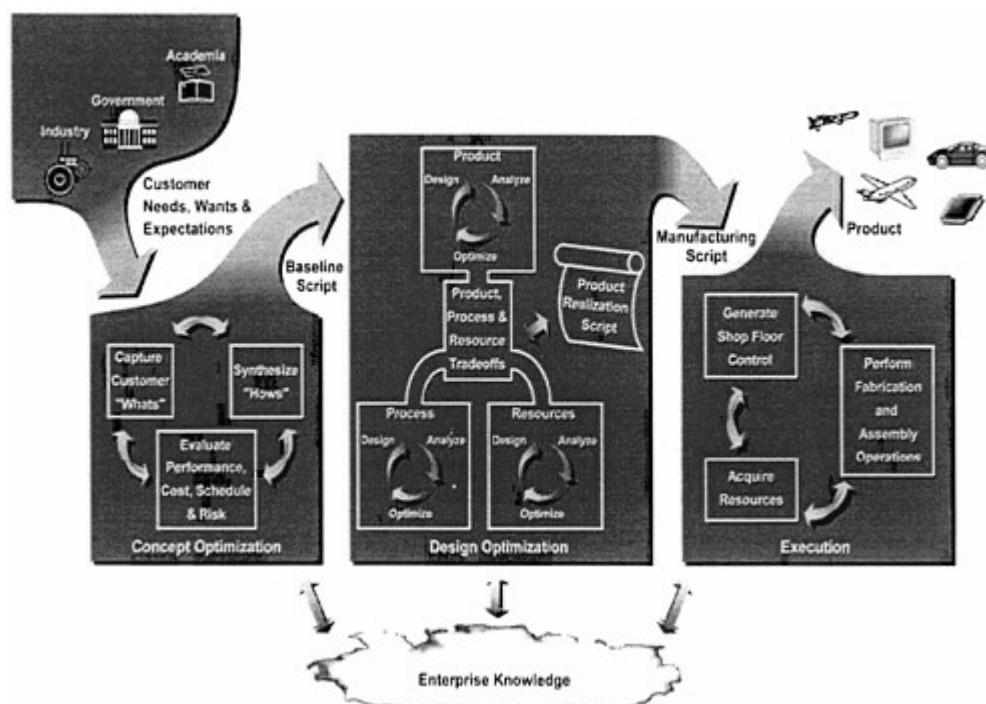 Academia
Government
Industry
Customer
Needs, Wants &
Expectations
Baseline
Script
Capture
Customer
"Whats"
Synthesize
"Hows"
Evaluate
Performance,
Cost, Schedule
& Risk
Concept Optimization
Product
Design Analyze
Optimize
Product,
Process &
Resource
Tradeoffs
Product
Realization
Script
Process
Design Analyze
Optimize
Resources
Design Analyze
Optimize
Design Optimization
Manufacturing
Script
Product
Generate
Shop Floor
Control
Perform
Fabrication
and
Assembly
Operations
Acquire
Resources
Execution
Enterprise Knowledge